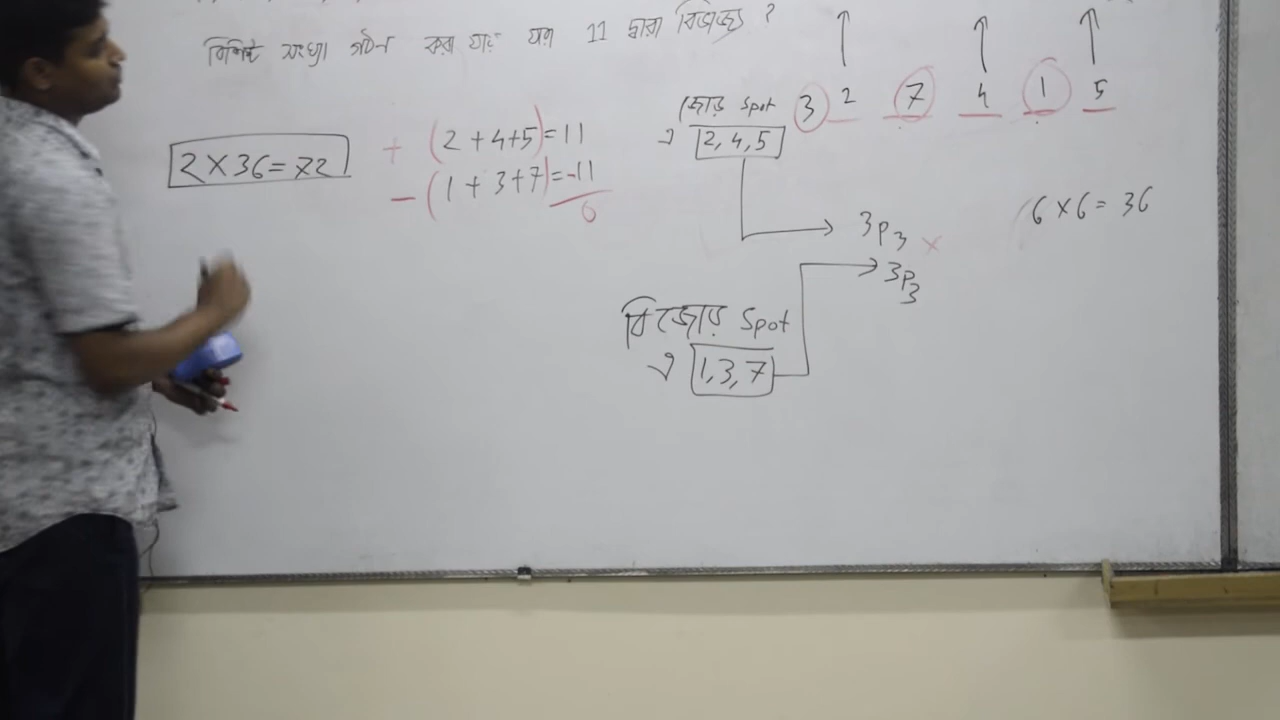 বিশিষ্ট সংখ্যা গঠন করা যায় যারা 11 দ্বারা বিভাজ্য ?
3 2 7 4 1 5
2 X 36 = 72
+ (2 + 4 + 5) = 11
- (1 + 3 + 7) = -11
0
জোড় Spot
2, 4, 5
6 X 6 = 36
3P3 X
3P3
বিজোড় Spot
1, 3, 7